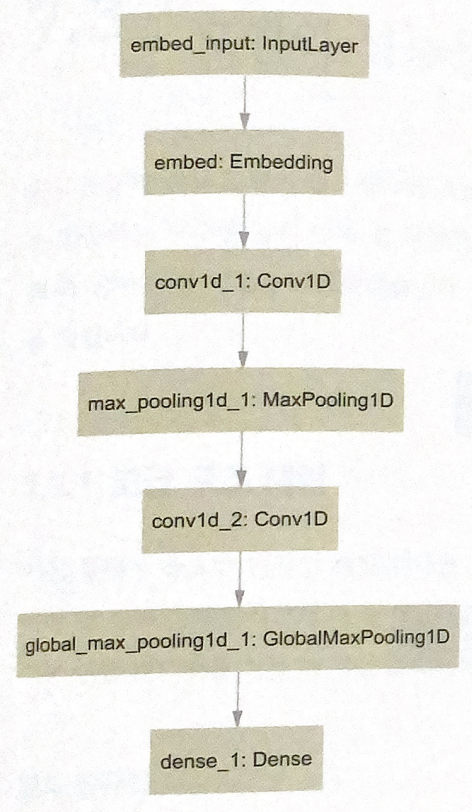 embed_input: InputLayer
embed: Embedding
conv1d_1: Conv1D
max_pooling1d_1: MaxPooling1D
conv1d_2: Conv1D
global_max_pooling1d_1: GlobalMaxPooling1D
dense_1: Dense